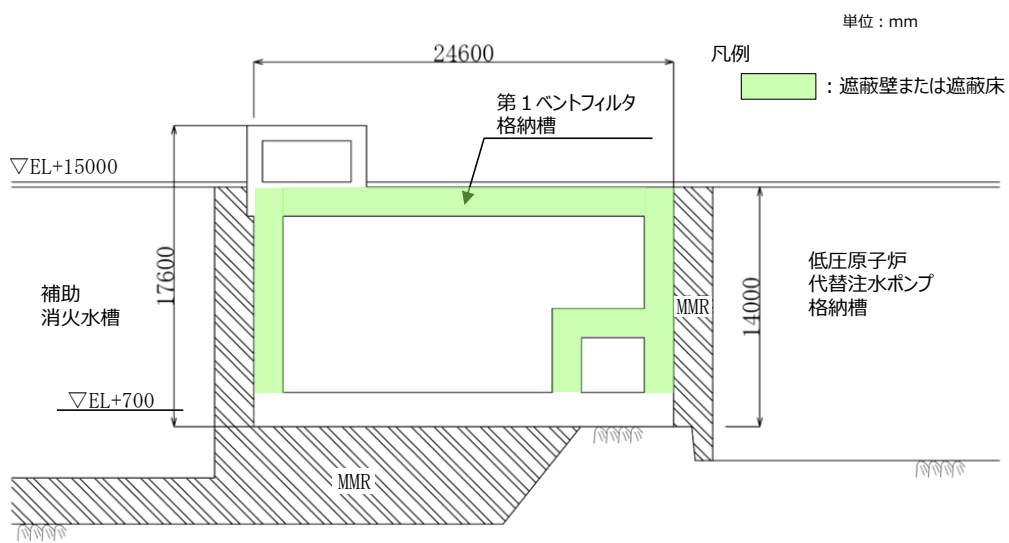 単位：mm
凡例
：遮蔽壁または遮蔽床
24600
第１ベントフィルタ
格納槽
▽EL+15000
17600
補助
消火水槽
▽EL+700
MMR
14000
低圧原子炉
代替注水ポンプ
格納槽
MMR